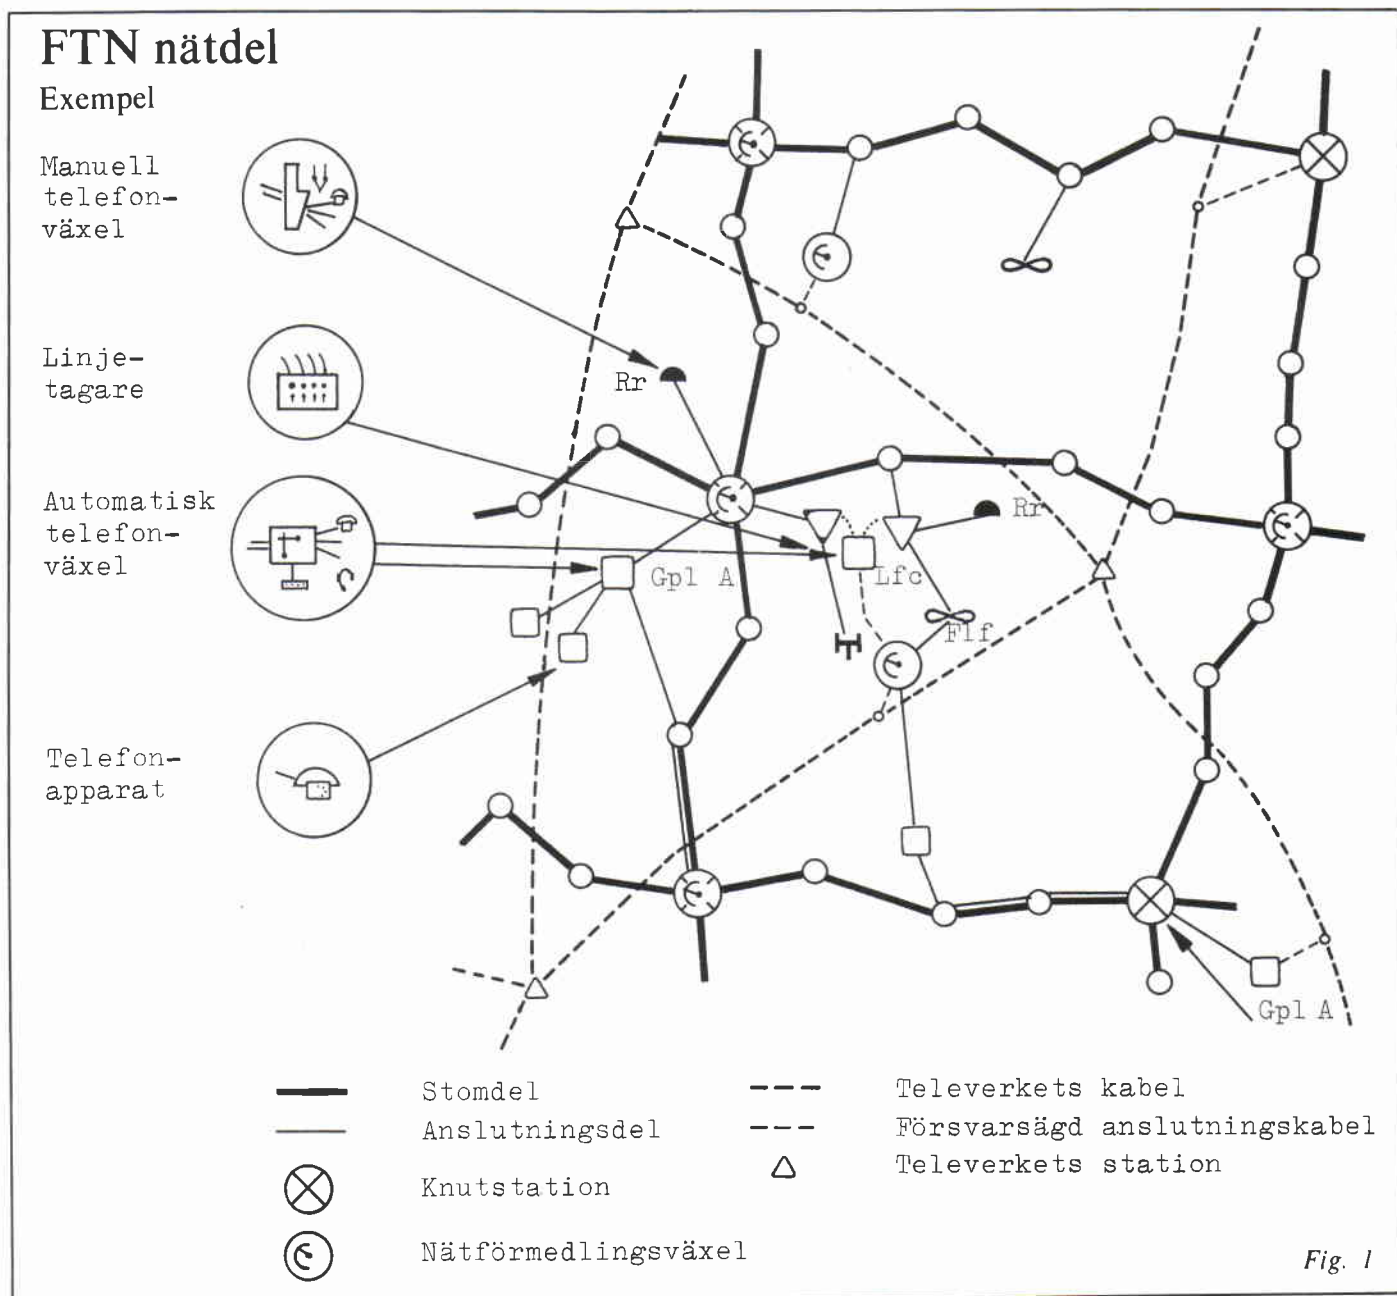 FTN nätdel
Exempel
Manuell
telefon-
växel
Linje-
tagare
Automatisk
telefon-
växel
Telefon-
apparat
Rr
Rr
Gpl A
Lfc
Flf
Gpl A
Stomdel
Anslutningsdel
Knutstation
Nätförmedlingsväxel
Televerkets kabel
Försvarsägd anslutningskabel
Televerkets station
Fig. 1